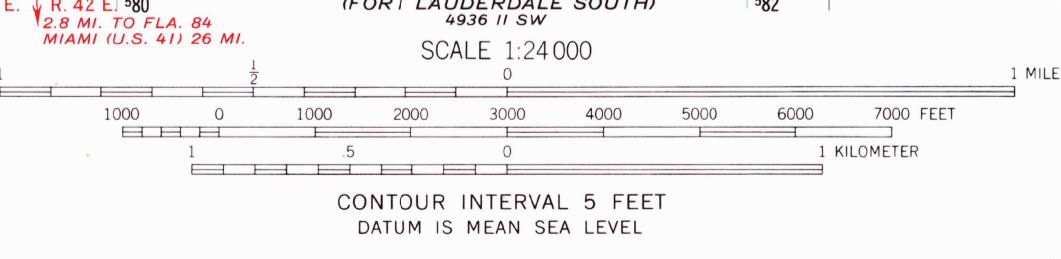 E. R. 42 E. ⁵80 (FORT LAUDERDALE SOUTH) ⁵82
2.8 MI. TO FLA. 84 4936 II SW
MIAMI (U.S. 41) 26 MI.
SCALE 1:24 000
1 1/2 0 1 MILE
1000 0 1000 2000 3000 4000 5000 6000 7000 FEET
1 .5 0 1 KILOMETER
CONTOUR INTERVAL 5 FEET
DATUM IS MEAN SEA LEVEL